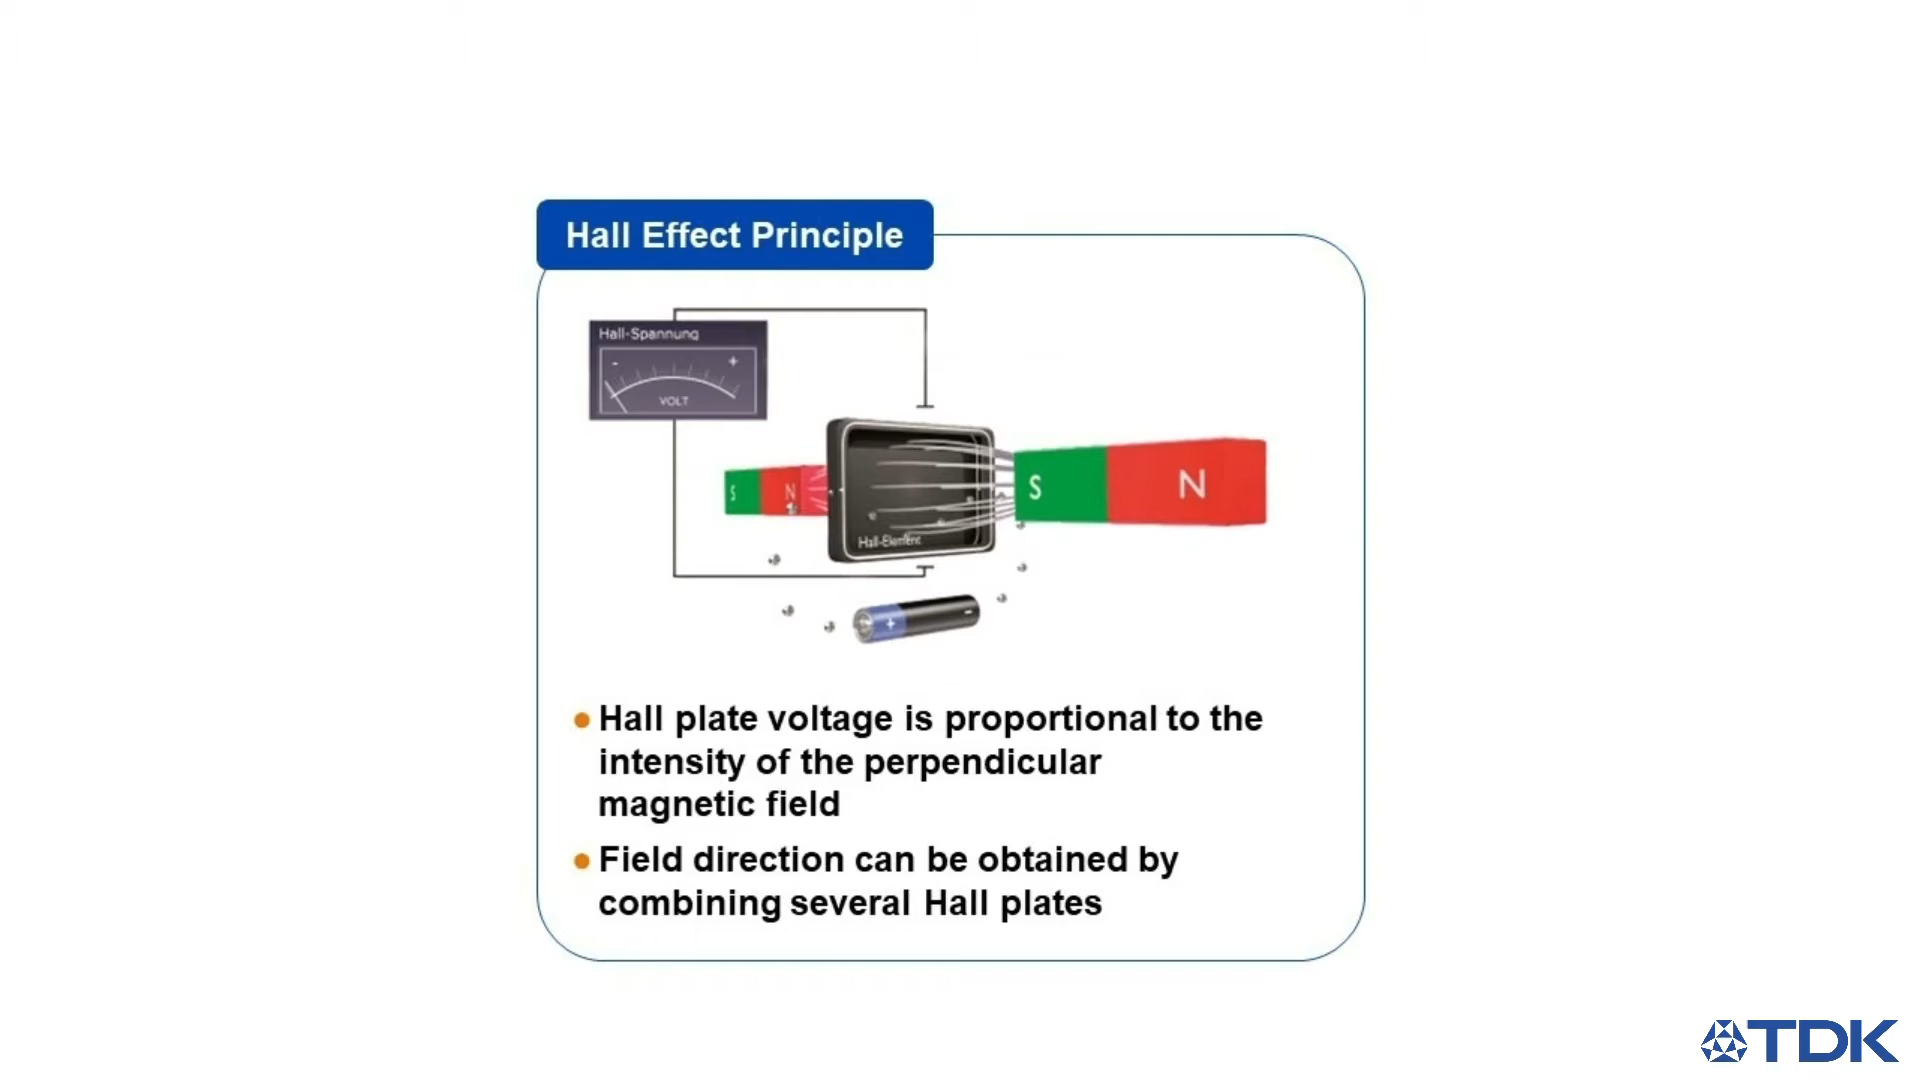 Hall Effect Principle
Hall-Spannung
- +
VOLT
S N
S N
Hall-Element
+ -
• Hall plate voltage is proportional to the
intensity of the perpendicular
magnetic field
• Field direction can be obtained by
combining several Hall plates
TDK